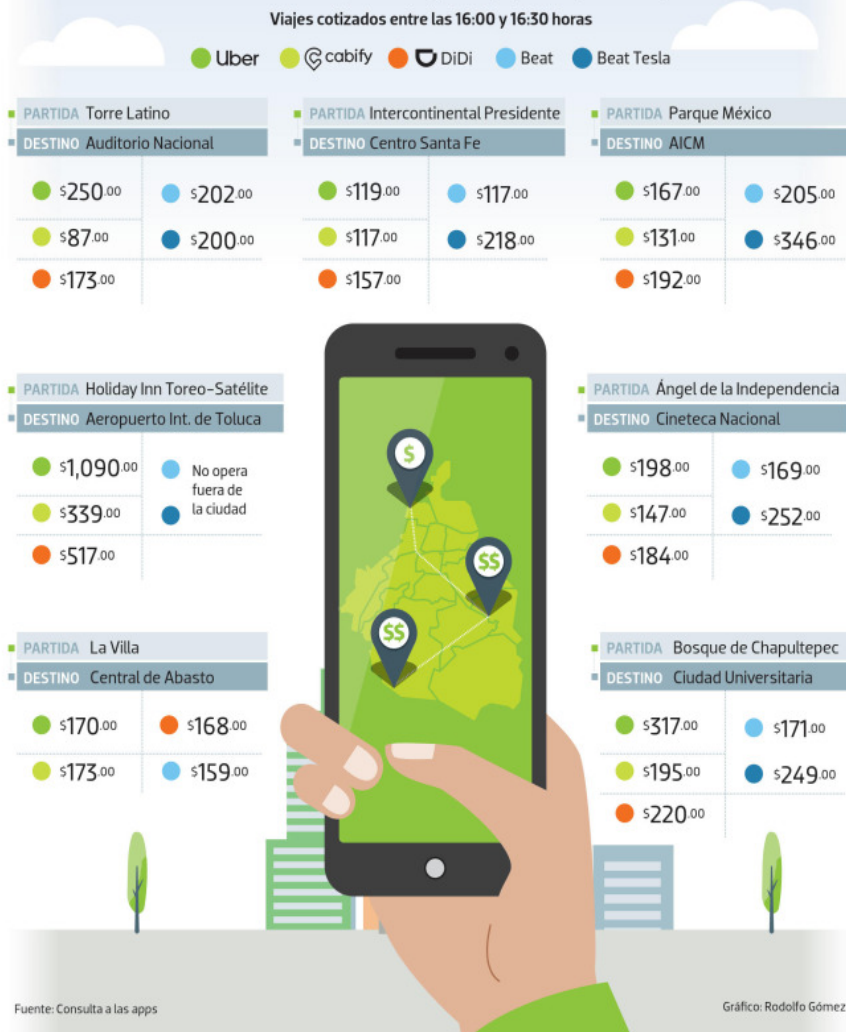 Viajes cotizados entre las 16:00 y 16:30 horas
Uber cabify DiDi Beat Beat Tesla
PARTIDA Torre Latino
DESTINO Auditorio Nacional
$250.00 $202.00
$87.00 $200.00
$173.00
PARTIDA Intercontinental Presidente
DESTINO Centro Santa Fe
$119.00 $117.00
$117.00 $218.00
$157.00
PARTIDA Parque México
DESTINO AICM
$167.00 $205.00
$131.00 $346.00
$192.00
PARTIDA Holiday Inn Toreo-Satélite
DESTINO Aeropuerto Int. de Toluca
$1,090.00
No opera
fuera de
la ciudad
$339.00
$517.00
$
$$
$$
PARTIDA Ángel de la Independencia
DESTINO Cineteca Nacional
$198.00 $169.00
$147.00 $252.00
$184.00
PARTIDA La Villa
DESTINO Central de Abasto
$170.00 $168.00
$173.00 $159.00
PARTIDA Bosque de Chapultepec
DESTINO Ciudad Universitaria
$317.00 $171.00
$195.00 $249.00
$220.00
Fuente: Consulta a las apps
Gráfico: Rodolfo Gómez